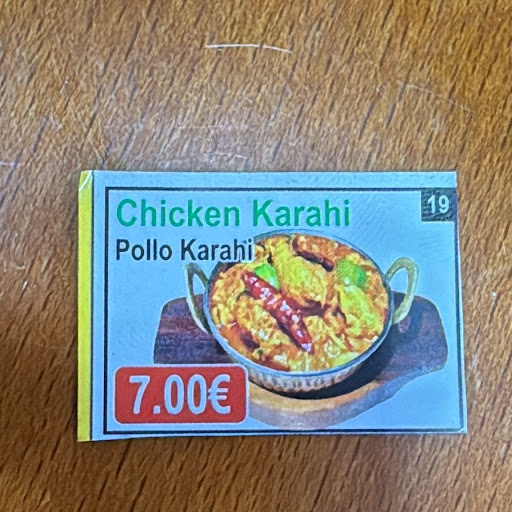 Chicken Karahi
19
Pollo Karahi
7.00€